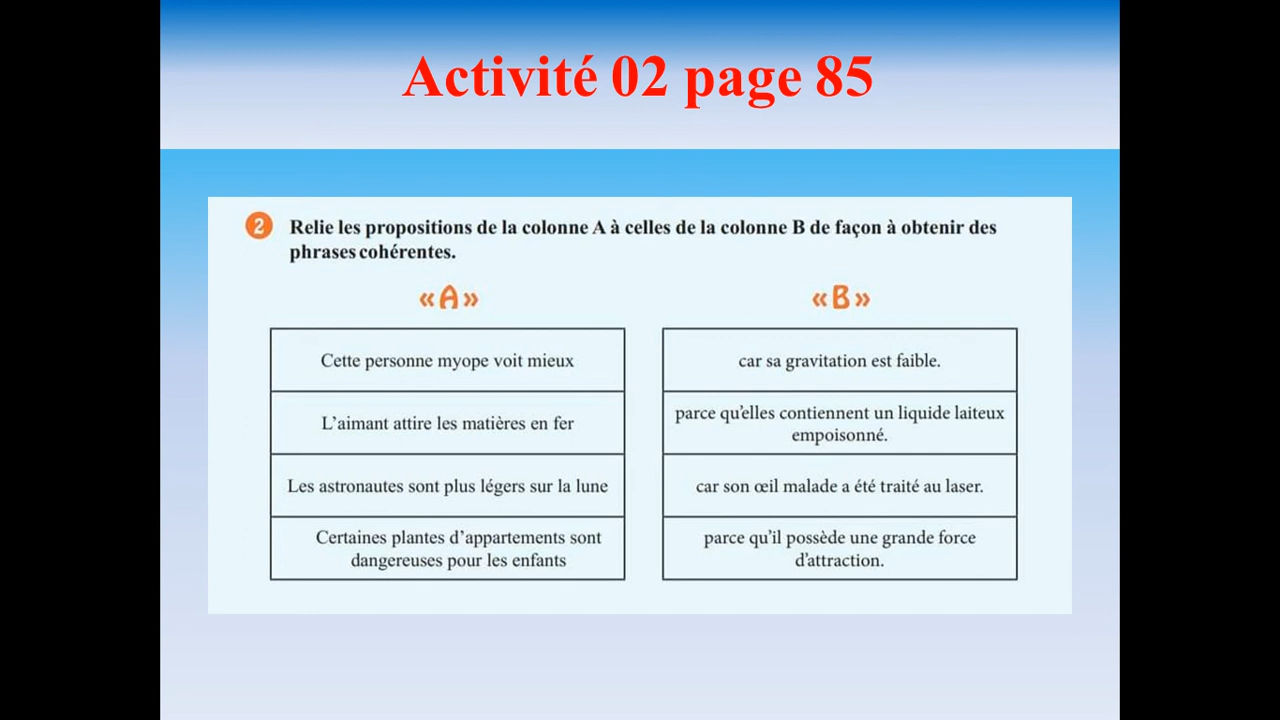 Activité 02 page 85
2 Relie les propositions de la colonne A à celles de la colonne B de façon à obtenir des
phrases cohérentes.
«A»
«B»
Cette personne myope voit mieux
car sa gravitation est faible.
L'aimant attire les matières en fer
parce qu'elles contiennent un liquide laiteux
empoisonné.
Les astronautes sont plus légers sur la lune
car son œil malade a été traité au laser.
Certaines plantes d'appartements sont
dangereuses pour les enfants
parce qu'il possède une grande force
d'attraction.